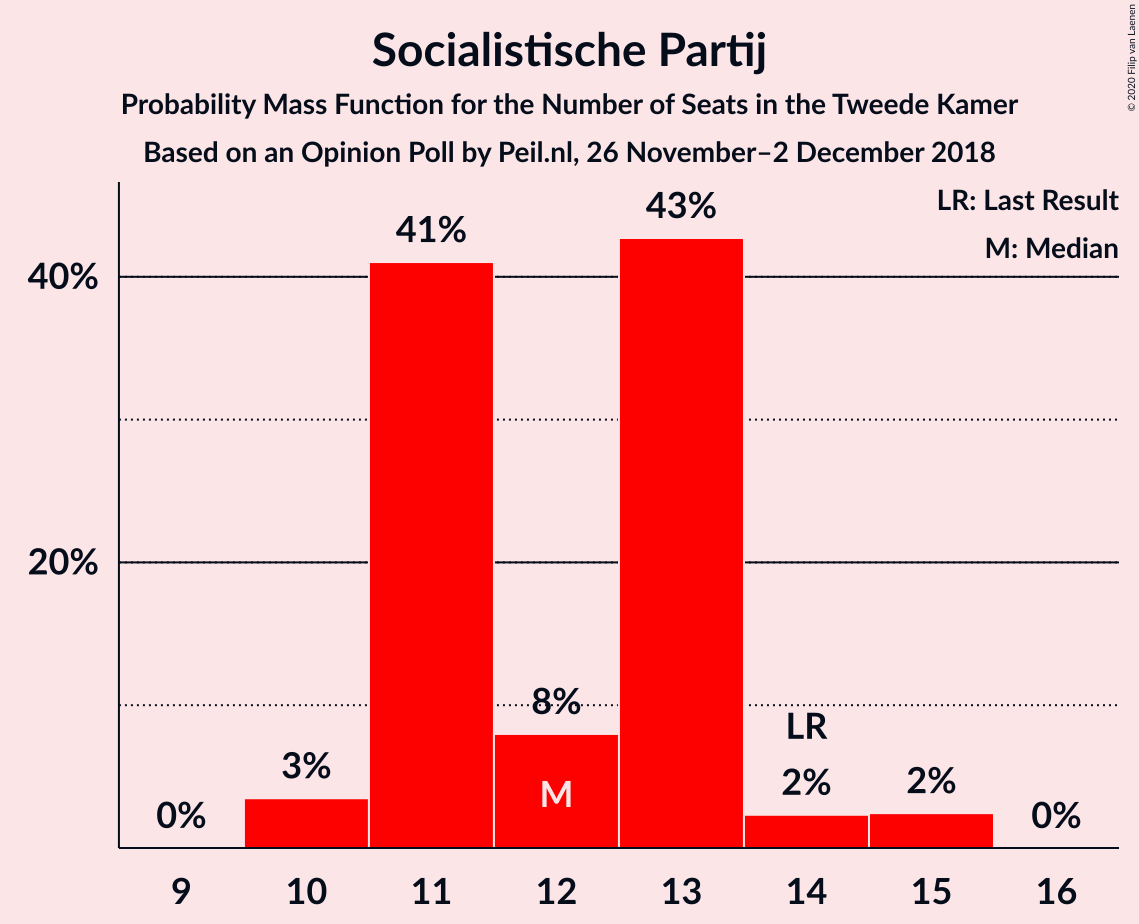 Socialistische Partij
Probability Mass Function for the Number of Seats in the Tweede Kamer
Based on an Opinion Poll by Peil.nl, 26 November–2 December 2018
© 2020 Filip van Laenen
LR: Last Result
M: Median
40%
20%
0%
3%
41%
8%
M
43%
LR
2%
2%
0%
9 10 11 12 13 14 15 16